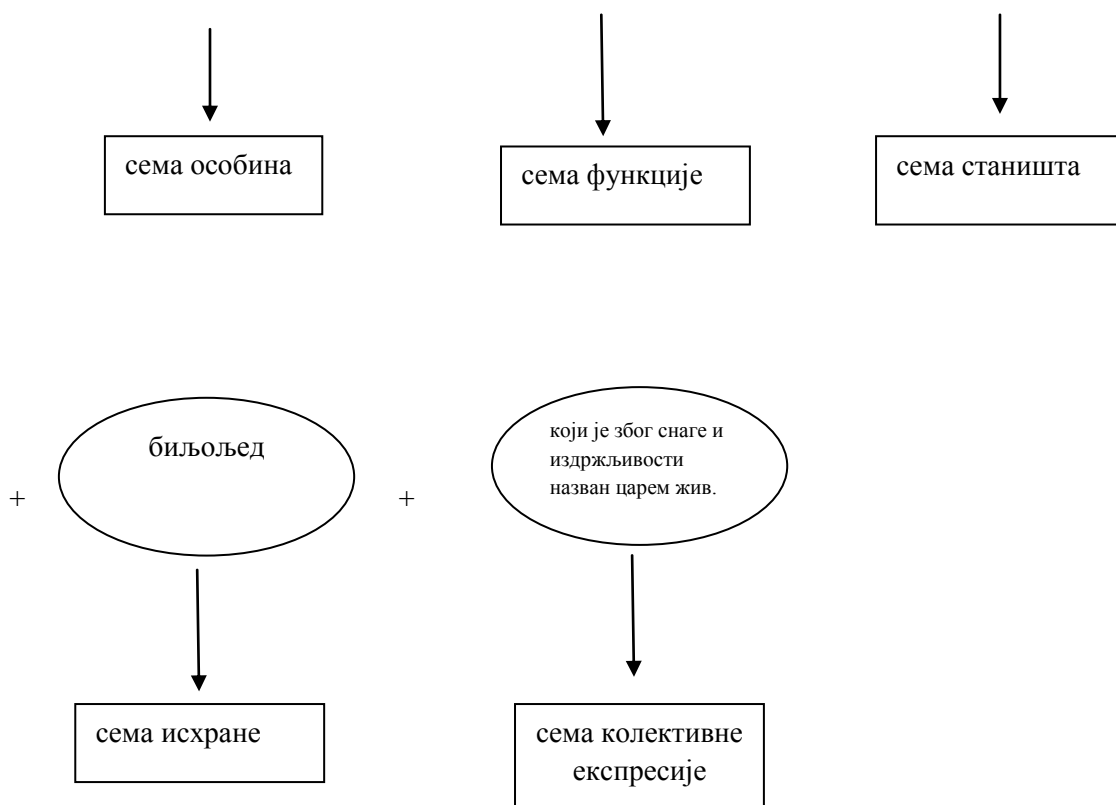 сема особина
сема функције
сема станишта
+
биљољед
+
који је због снаге и
издржљивости
назван царем жив.
сема исхране
сема колективне
експресије